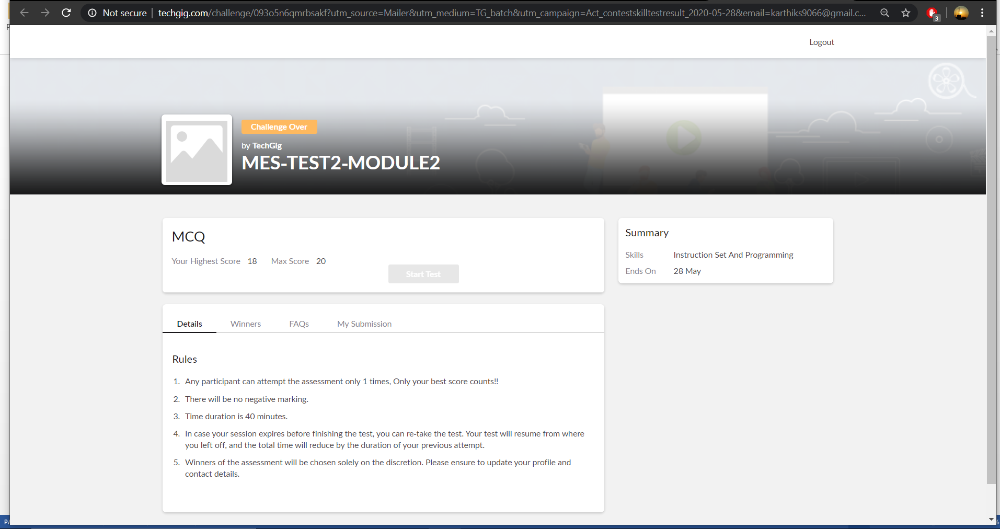 Not secure | techgig.com/challenge/093o5n6qmrbsakf?utm_source=Mailer&utm_medium=TG_batch&utm_campaign=Act_contestskilltestresult_2020-05-28&email=karthiks9066@gmail.c...
3
Logout
Challenge Over
by TechGig
MES-TEST2-MODULE2
MCQ
Your Highest Score 18 Max Score 20
Start Test
Summary
Skills Instruction Set And Programming
Ends On 28 May
Details Winners FAQs My Submission
Rules
1. Any participant can attempt the assessment only 1 times, Only your best score counts!!
2. There will be no negative marking.
3. Time duration is 40 minutes.
4. In case your session expires before finishing the test, you can re-take the test. Your test will resume from where
you left off, and the total time will reduce by the duration of your previous attempt.
5. Winners of the assessment will be chosen solely on the discretion. Please ensure to update your profile and
contact details.